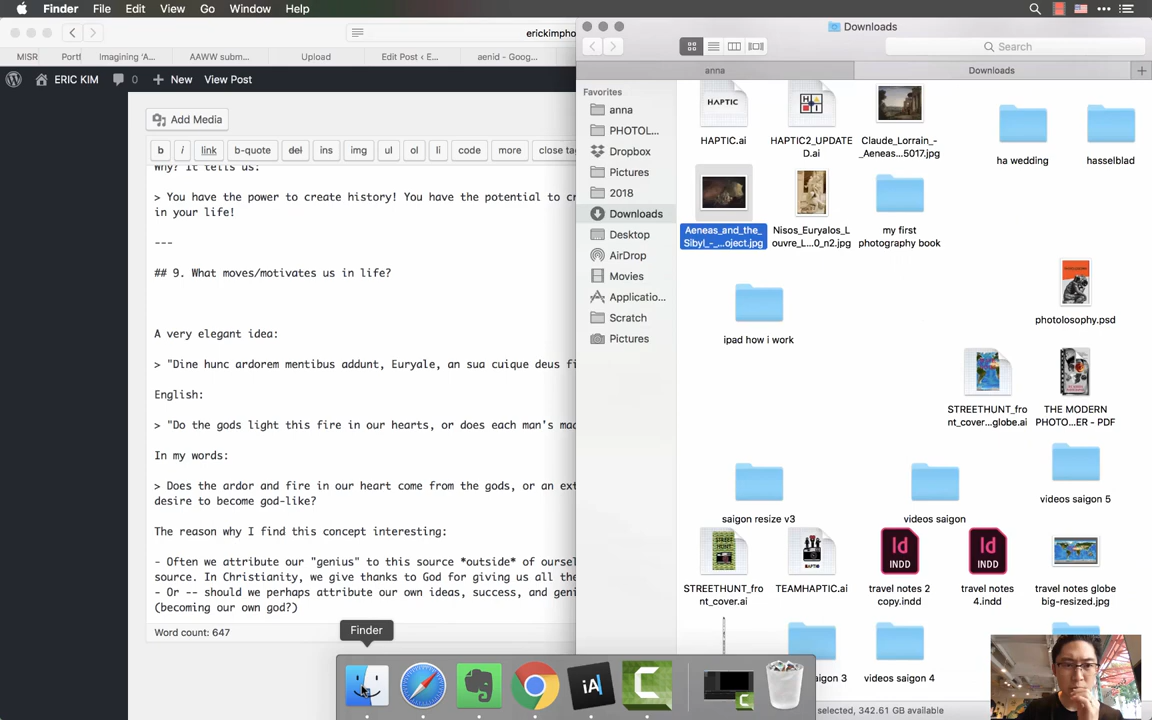 Finder File Edit View Go Window Help
erickimpho
MISR Portf Imagining 'A... AAWW subm... Upload Edit Post ‹ E... aenid - Goog...
ERIC KIM 0 New View Post
Add Media
b i link b-quote del ins img ul ol li code more close tag
Why? It tells us:
> You have the power to create history! You have the potential to cr
in your life!
---
## 9. What moves/motivates us in life?
A very elegant idea:
> "Dine hunc ardorem mentibus addunt, Euryale, an sua cuique deus fi
English:
> "Do the gods light this fire in our hearts, or does each man's mad
In my words:
> Does the ardor and fire in our heart come from the gods, or an ext
desire to become god-like?
The reason why I find this concept interesting:
- Often we attribute our "genius" to this source *outside* of oursel
source. In Christianity, we give thanks to God for giving us all the
- Or -- should we perhaps attribute our own ideas, success, and geni
(becoming our own god?)
Word count: 647
Finder
Downloads
Search
anna Downloads
Favorites
anna
PHOTOL...
Dropbox
Pictures
2018
Downloads
Desktop
AirDrop
Movies
Applicatio...
Scratch
Pictures
HAPTIC
HAPTIC.ai
HAPTIC2_UPDATE
D.ai
Claude_Lorrain_-
_Aeneas...5017.jpg
ha wedding
hasselblad
Aeneas_and_the_
Sibyl_-_...oject.jpg
Nisos_Euryalos_L
ouvre_L...0_n2.jpg
my first
photography book
ipad how i work
photolosophy.psd
STREETHUNT_fro
nt_cover...globe.ai
THE MODERN
PHOTO...ER - PDF
saigon resize v3
videos saigon
videos saigon 5
Id
INDD
Id
INDD
STREETHUNT_fro
nt_cover.ai
TEAMHAPTIC.ai
travel notes 2
copy.indd
travel notes
4.indd
travel notes globe
big-resized.jpg
videos saigon 4
selected, 342.61 GB available
iA
C